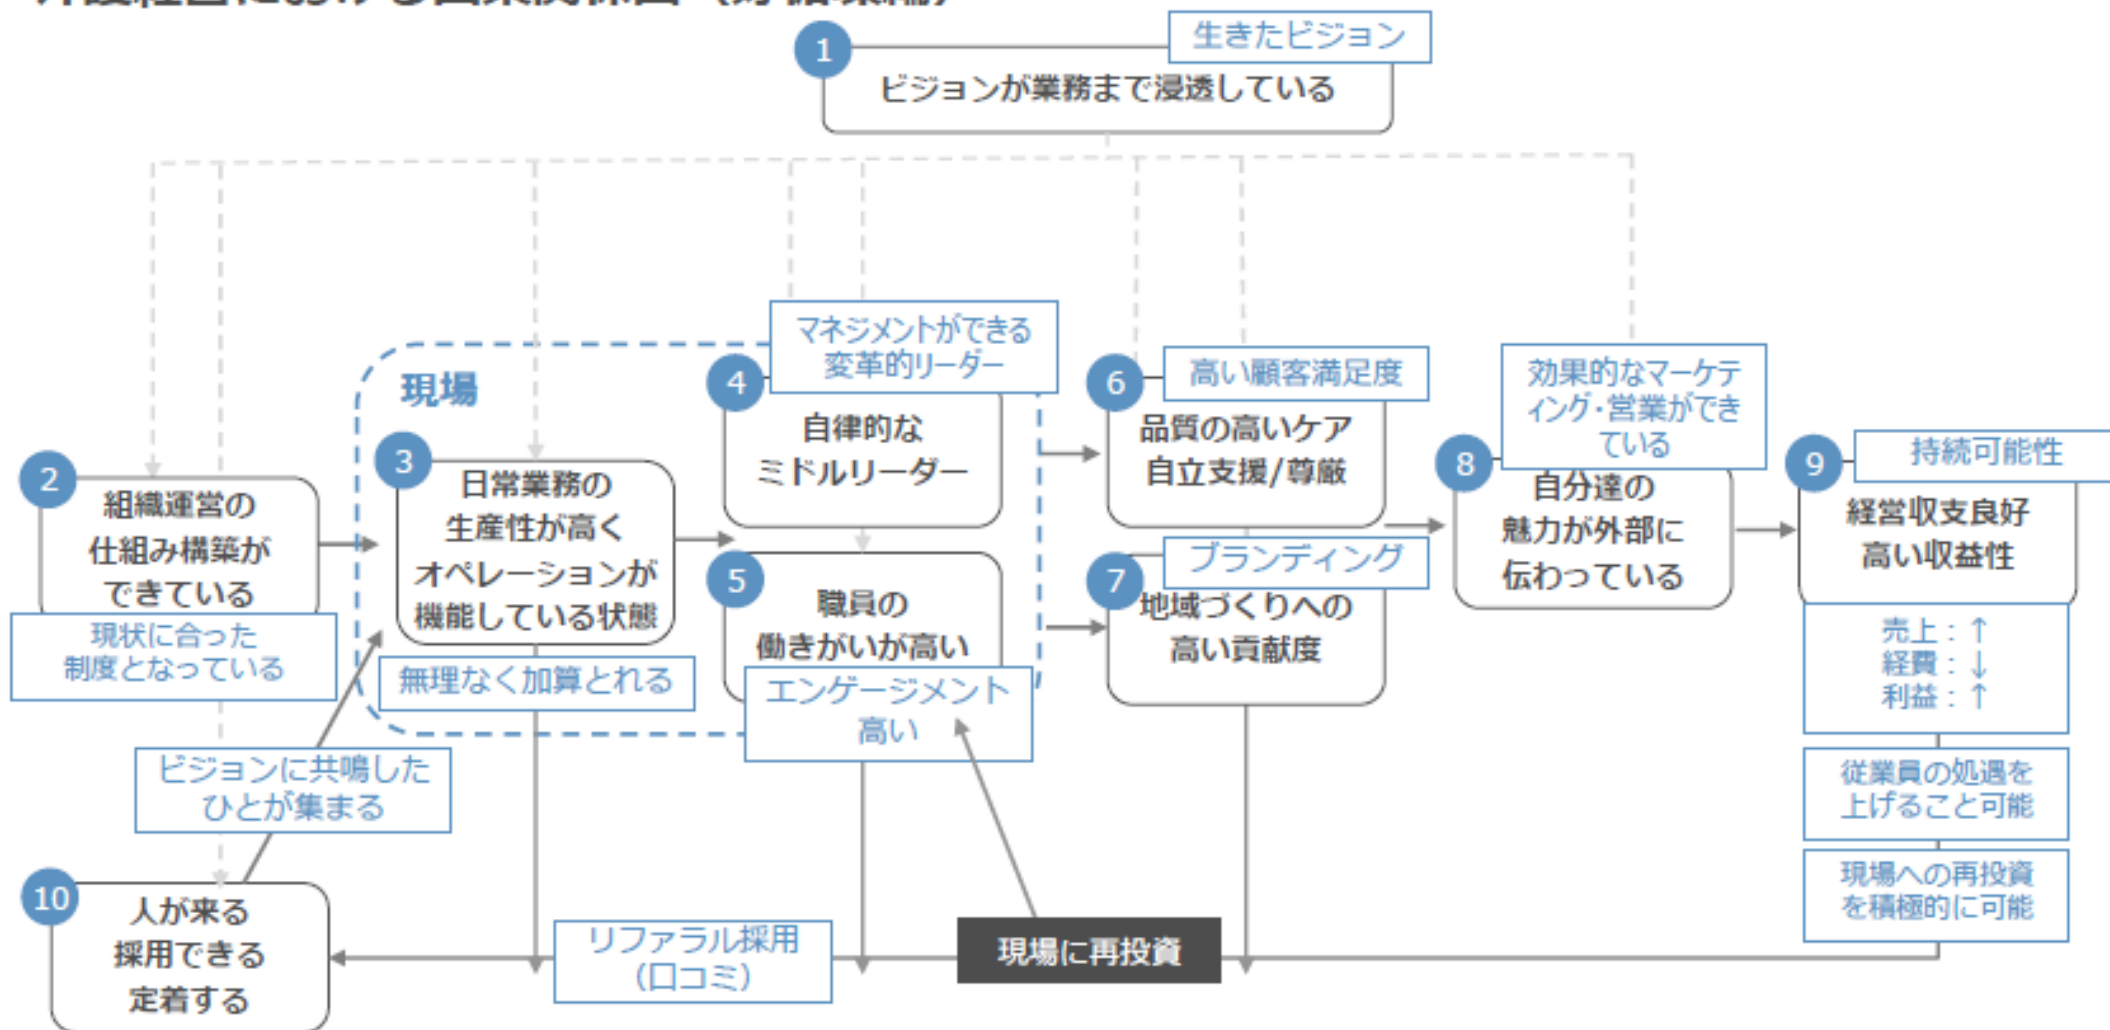 1
生きたビジョン
ビジョンが業務まで浸透している
現場
2
組織運営の
仕組み構築が
できている
現状に合った
制度となっている
3
日常業務の
生産性が高く
オペレーションが
機能している状態
無理なく加算とれる
4
マネジメントができる
変革的リーダー
自律的な
ミドルリーダー
5
職員の
働きがいが高い
エンゲージメント
高い
6
高い顧客満足度
品質の高いケア
自立支援/尊厳
7
ブランディング
地域づくりへの
高い貢献度
8
効果的なマーケテ
ィング・営業ができ
ている
自分達の
魅力が外部に
伝わっている
9
持続可能性
経営収支良好
高い収益性
売上：↑
経費：↓
利益：↑
従業員の処遇を
上げること可能
現場への再投資
を積極的に可能
現場に再投資
リファラル採用
（口コミ）
ビジョンに共鳴した
ひとが集まる
10
人が来る
採用できる
定着する